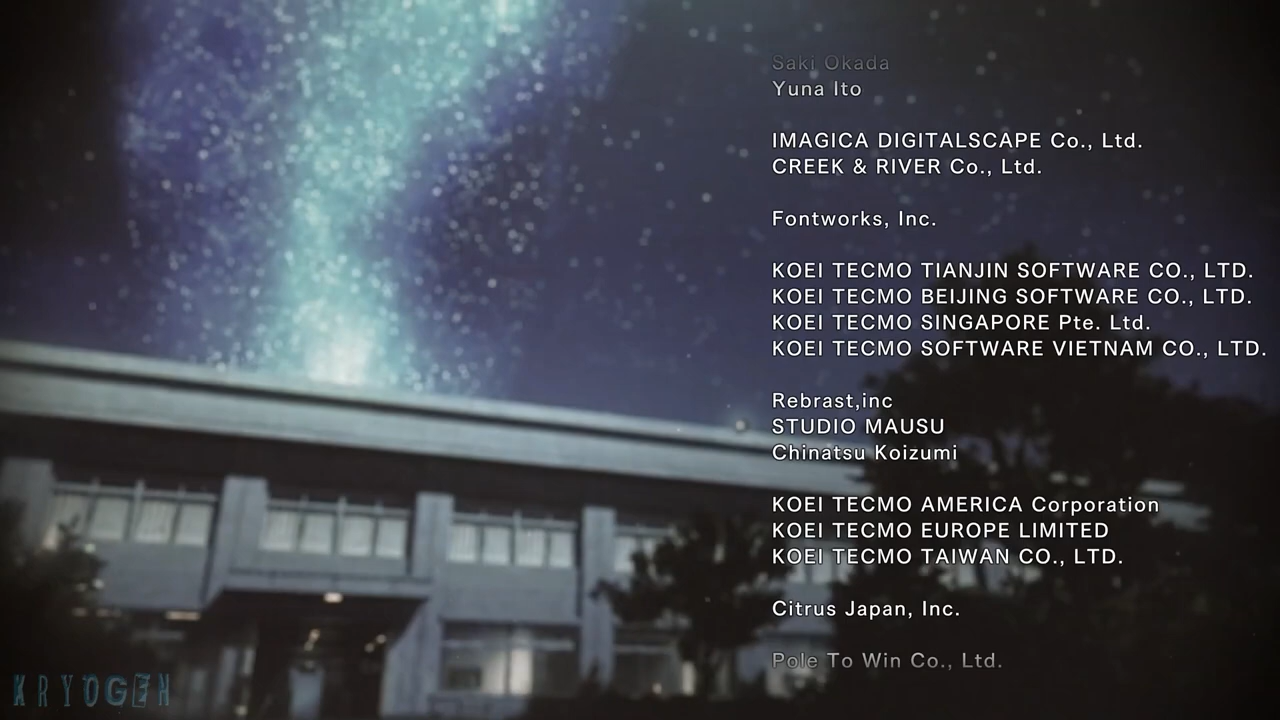 Saki Okada
Yuna Ito
IMAGICA DIGITALSCAPE Co., Ltd.
CREEK & RIVER Co., Ltd.
Fontworks, Inc.
KOEI TECMO TIANJIN SOFTWARE CO., LTD.
KOEI TECMO BEIJING SOFTWARE CO., LTD.
KOEI TECMO SINGAPORE Pte. Ltd.
KOEI TECMO SOFTWARE VIETNAM CO., LTD.
Rebrast,inc
STUDIO MAUSU
Chinatsu Koizumi
KOEI TECMO AMERICA Corporation
KOEI TECMO EUROPE LIMITED
KOEI TECMO TAIWAN CO., LTD.
Citrus Japan, Inc.
Pole To Win Co., Ltd.
KRYOGEN